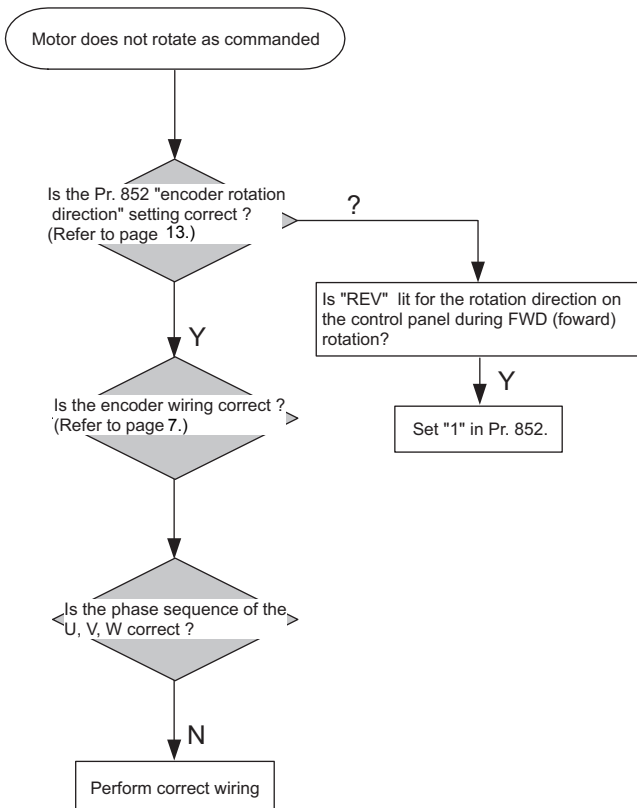 Motor does not rotate as commanded
Is the Pr. 852 "encoder rotation
direction" setting correct ?
(Refer to page 13.)
?
Is "REV" lit for the rotation direction on
the control panel during FWD (foward)
rotation?
Y
Y
Is the encoder wiring correct ?
(Refer to page 7.)
Set "1" in Pr. 852.
Is the phase sequence of the
U, V, W correct ?
N
Perform correct wiring